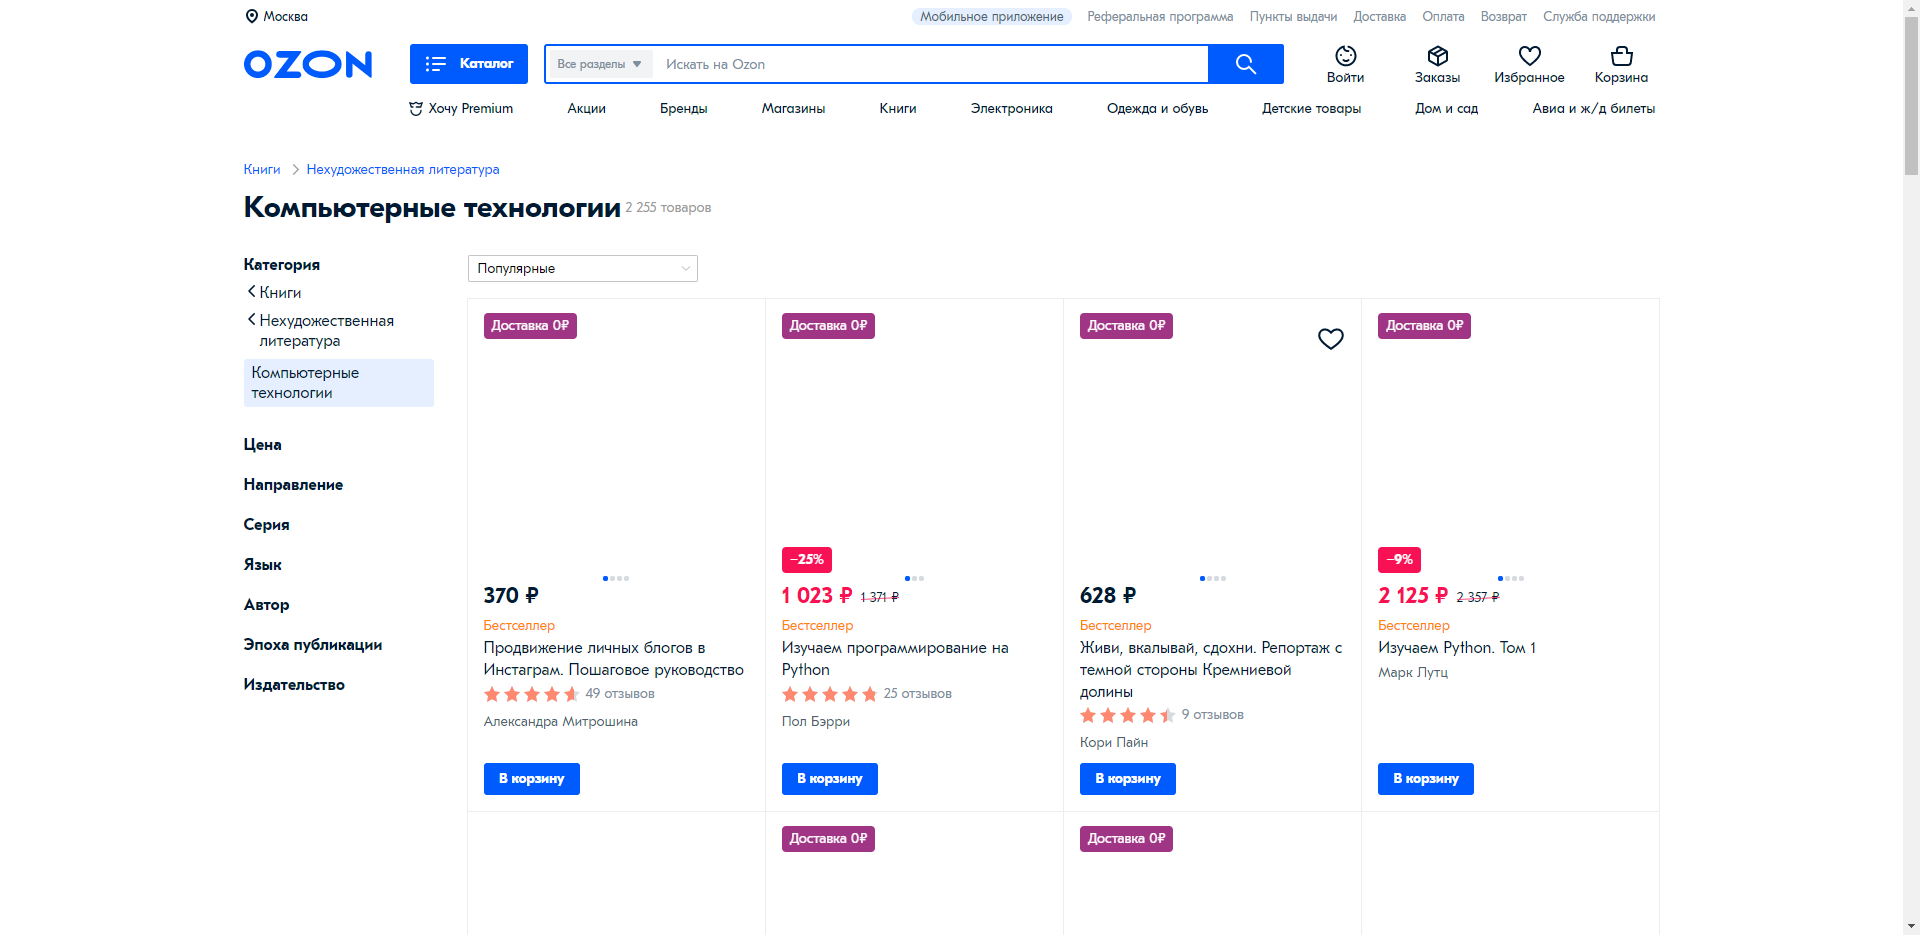 Москва
Мобильное приложение Реферальная программа Пункты выдачи Доставка Оплата Возврат Служба поддержки
OZON
Каталог
Все разделы
Искать на Ozon
Войти
Заказы
Избранное
Корзина
Хочу Premium Акции Бренды Магазины Книги Электроника Одежда и обувь Детские товары Дом и сад Авиа и ж/д билеты
Книги Нехудожественная литература
Компьютерные технологии 2 255 товаров
Категория
Книги
Нехудожественная
литература
Компьютерные
технологии
Цена
Направление
Серия
Язык
Автор
Эпоха публикации
Издательство
Популярные
Доставка 0₽
370 ₽
Бестселлер
Продвижение личных блогов в
Инстаграм. Пошаговое руководство
49 отзывов
Александра Митрошина
В корзину
Доставка 0₽
−25%
1 023 ₽ 1 371 ₽
Бестселлер
Изучаем программирование на
Python
25 отзывов
Пол Бэрри
В корзину
Доставка 0₽
628 ₽
Бестселлер
Живи, вкалывай, сдохни. Репортаж с
темной стороны Кремниевой
долины
9 отзывов
Кори Пайн
В корзину
Доставка 0₽
−9%
2 125 ₽ 2 357 ₽
Бестселлер
Изучаем Python. Том 1
Марк Лутц
В корзину
Доставка 0₽
Доставка 0₽